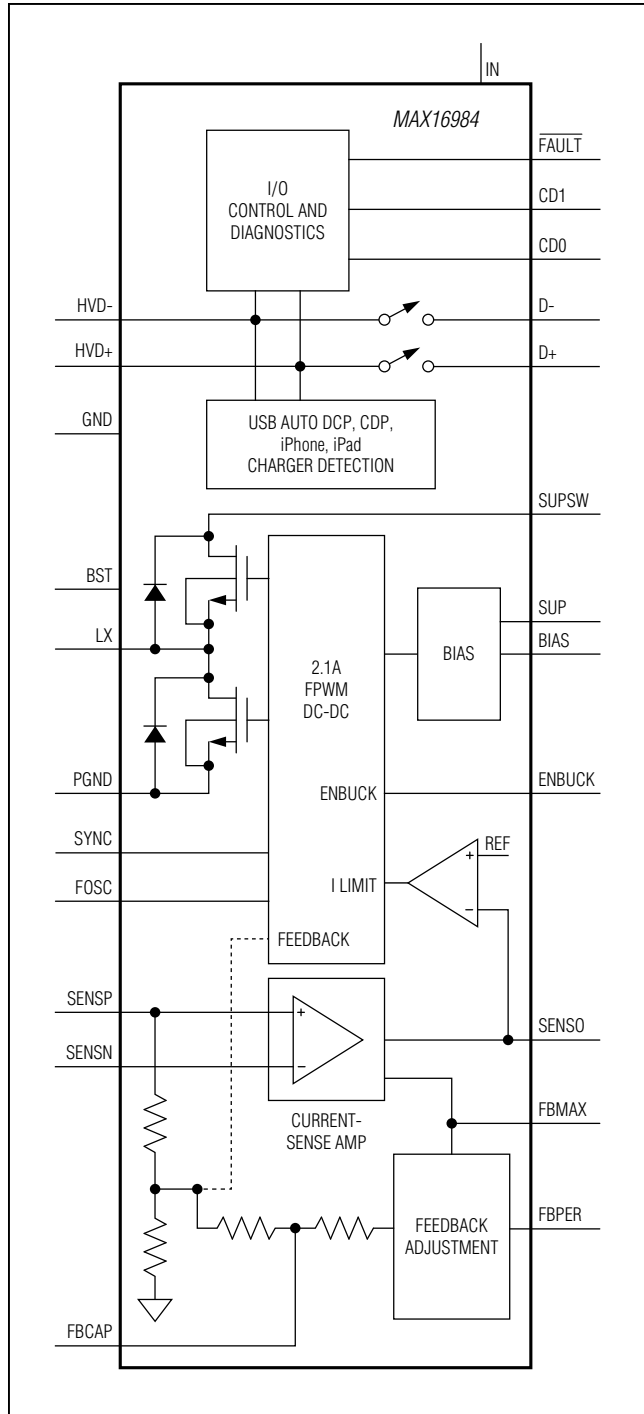 IN
MAX16984
FAULT
I/O
CONTROL AND
DIAGNOSTICS
CD1
CD0
HVD-
D-
HVD+
D+
GND
USB AUTO DCP, CDP,
iPhone, iPad
CHARGER DETECTION
SUPSW
BST
SUP
LX
BIAS
BIAS
2.1A
FPWM
DC-DC
PGND
ENBUCK
ENBUCK
SYNC
REF
+
I LIMIT
FOSC
-
FEEDBACK
SENSP
+
SENSO
SENSN
-
FBMAX
CURRENT-
SENSE AMP
FEEDBACK
ADJUSTMENT
FBPER
FBCAP